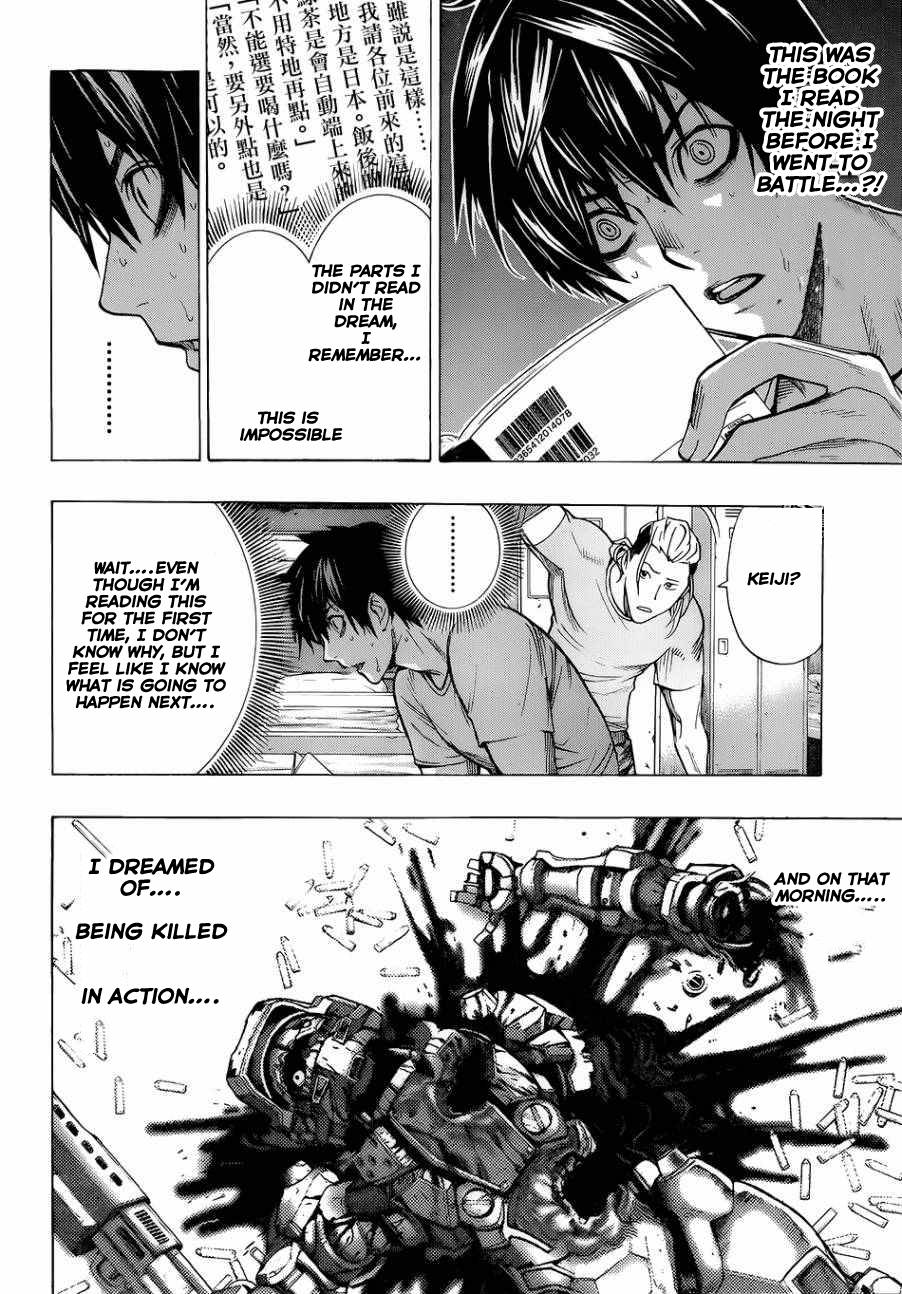 THIS WAS
THE BOOK
I READ
THE NIGHT
BEFORE I
WENT TO
BATTLE...?!
65412014078
032
雖說是這樣……
我請各位前來的
地方是日本。飯後
茶是會自動端上來
不用特地再點。」
「不能選要喝什麼嗎?」
「當然,要另外點也是
可以的。
THE PARTS I
DIDN'T READ
IN THE
DREAM,
I
REMEMBER...
THIS IS
IMPOSSIBLE
.........
KEIJI?
.........
WAIT....EVEN
THOUGH I'M
READING THIS
FOR THE FIRST
TIME, I DON'T
KNOW WHY, BUT I
FEEL LIKE I KNOW
WHAT IS GOING TO
HAPPEN NEXT....
AND ON THAT
MORNING.....
I DREAMED
OF....
BEING KILLED
IN ACTION....